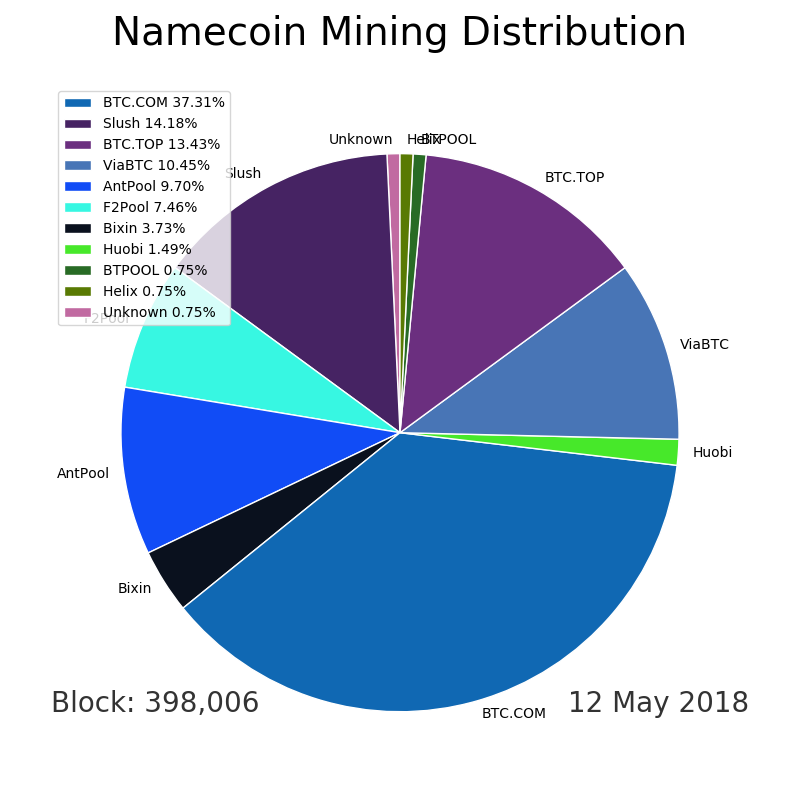 Namecoin Mining Distribution
BTC.COM 37.31%
Slush 14.18%
BTC.TOP 13.43%
ViaBTC 10.45%
AntPool 9.70%
F2Pool 7.46%
Bixin 3.73%
Huobi 1.49%
BTPOOL 0.75%
Helix 0.75%
Unknown 0.75%
Unknown
Helix
BTPOOL
Slush
BTC.TOP
F2Pool
ViaBTC
Huobi
AntPool
Bixin
BTC.COM
Block: 398,006
12 May 2018